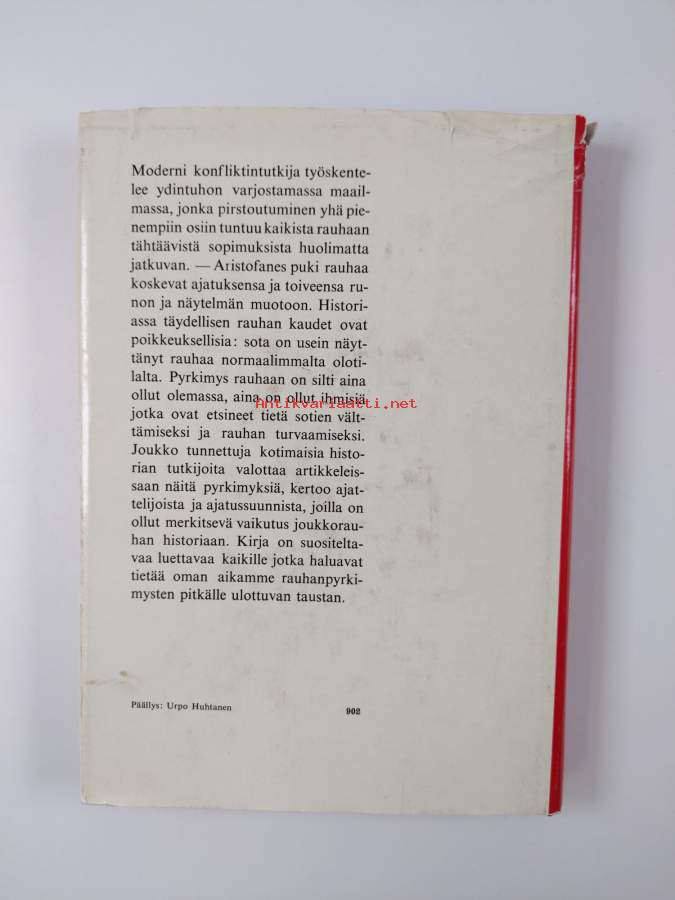 Moderni konfliktintutkija työskente-
lee ydintuhon varjostamassa maail-
massa, jonka pirstoutuminen yhä pie-
nempiin osiin tuntuu kaikista rauhaan
tähtäävistä sopimuksista huolimatta
jatkuvan. — Aristofanes puki rauhaa
koskevat ajatuksensa ja toiveensa ru-
non ja näytelmän muotoon. Histori-
assa täydellisen rauhan kaudet ovat
poikkeuksellisia: sota on usein näyt-
tänyt rauhaa normaalimmalta oloti-
lalta. Pyrkimys rauhaan on silti aina
ollut olemassa, aina on ollut ihmisiä
Antikvariaatti.net
jotka ovat etsineet tietä sotien vält-
tämiseksi ja rauhan turvaamiseksi.
Joukko tunnettuja kotimaisia histo-
rian tutkijoita valottaa artikkeleis-
saan näitä pyrkimyksiä, kertoo ajat-
telijoista ja ajatussuunnista, joilla on
ollut merkitsevä vaikutus joukkorau-
han historiaan. Kirja on suositelta-
vaa luettavaa kaikille jotka haluavat
tietää oman aikamme rauhanpyrki-
mysten pitkälle ulottuvan taustan.
Päällys: Urpo Huhtanen
902